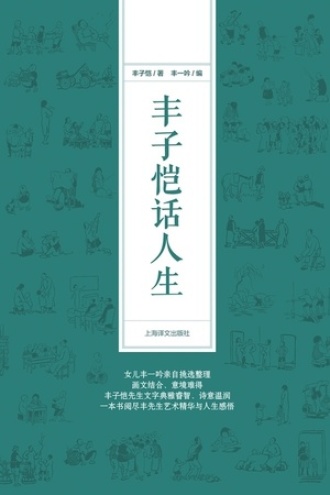 丰子恺/著 丰一吟/编
丰子恺话人生
上海译文出版社
女儿丰一吟亲自挑选整理
画文结合、意境难得
丰子恺先生文字典雅睿智、诗意温润
一本书阅尽丰先生艺术精华与人生感悟